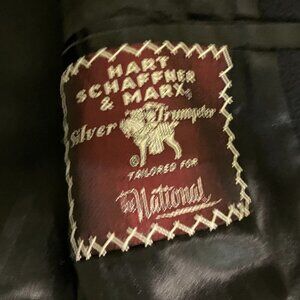 HART
SCHAFFNER
& MARX
Silver Trumpeter
®
TAILORED FOR
The National